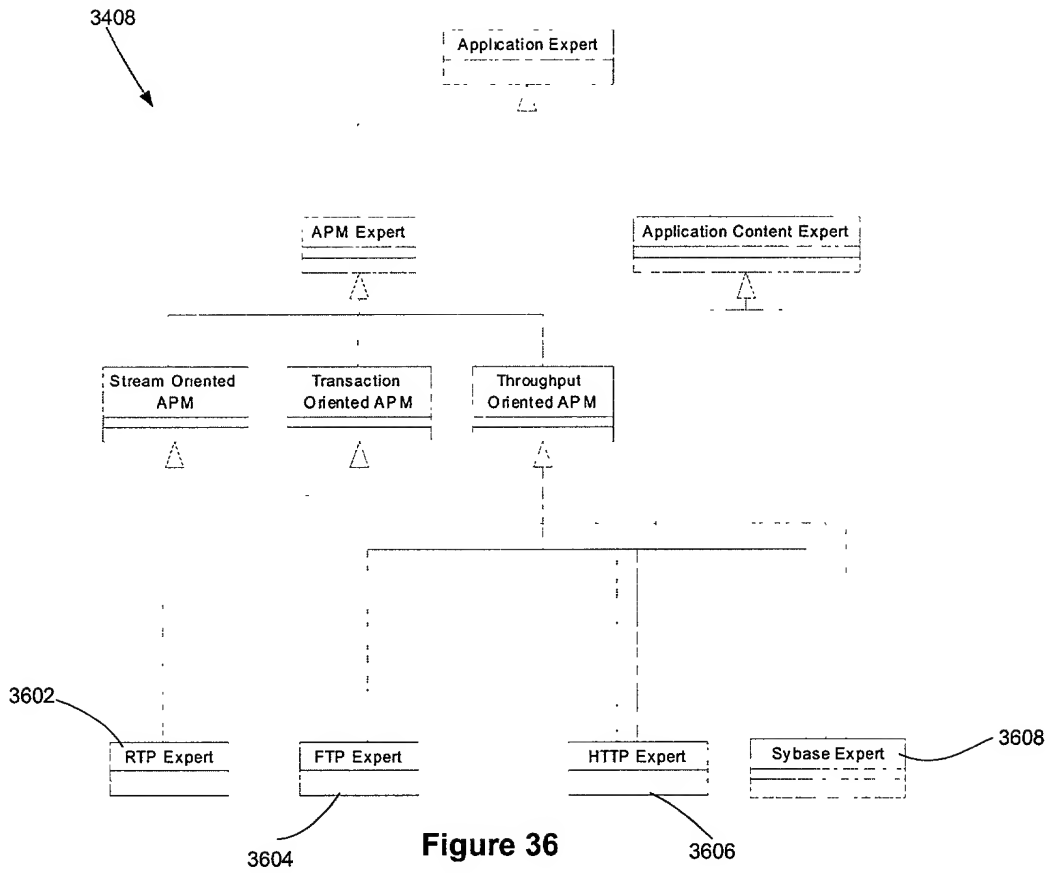 3408
Application Expert
APM Expert
Application Content Expert
Stream Oriented
APM
Transaction
Oriented APM
Throughput
Oriented APM
3602
RTP Expert
FTP Expert
HTTP Expert
Sybase Expert
3608
3604
Figure 36
3606